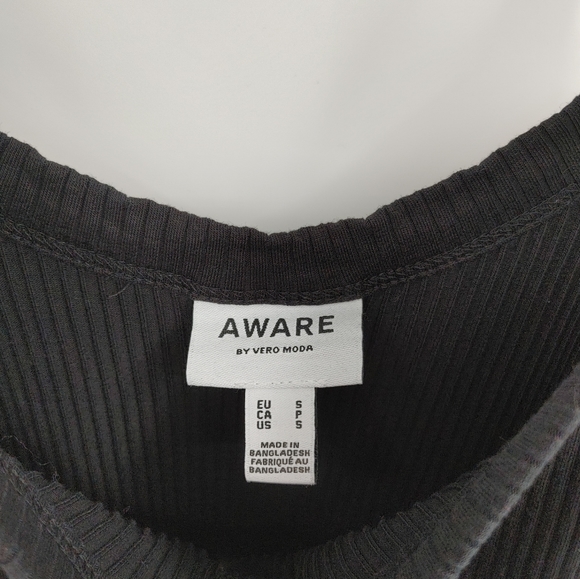 AWARE
BY VERO MODA
EU S
CA P
US S
MADE IN
BANGLADESH
FABRIQUÉ AU
BANGLADESH